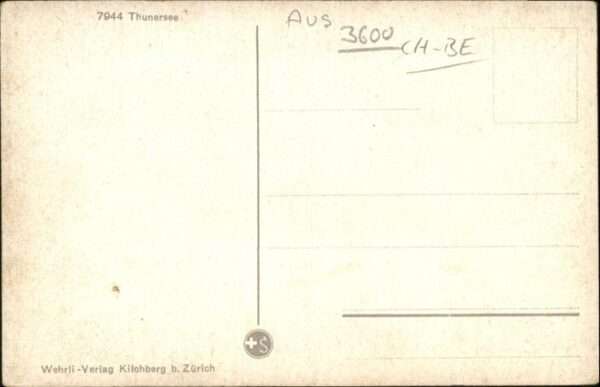 7944 Thunersee
AUS
3600
CH-BE
S
Wehrli-Verlag Kilchberg b. Zürich